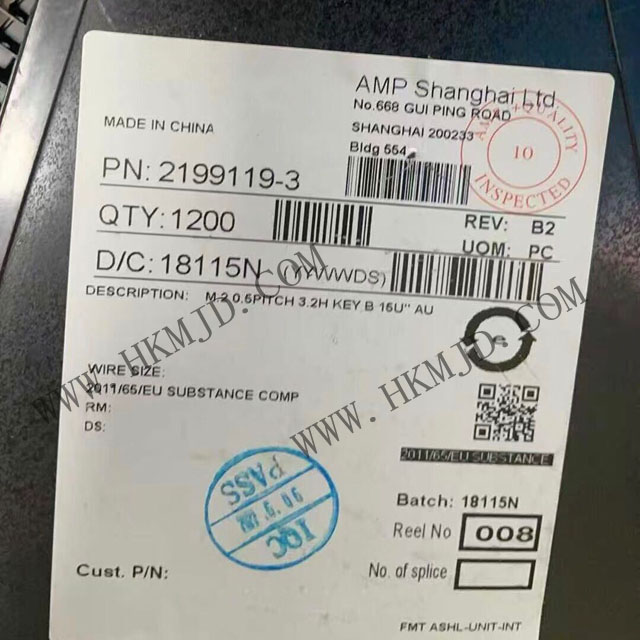 AMP Shanghai Ltd.
No.668 GUI PING ROAD
SHANGHAI 200233
Bldg 554
AMP QUALITY
10
INSPECTED
MADE IN CHINA
PN: 2199119-3
QTY: 1200
REV: B2
UOM: PC
D/C: 18115N (YYWWDS)
DESCRIPTION: M.2 0.5PITCH 3.2H KEY B 15U" AU
WIRE SIZE:
2011/65/EU SUBSTANCE COMP
RM:
DS:
2011/65/EU SUBSTANCE
Batch: 18115N
Reel No 008
No. of splice
IQC
PASS
Cust. P/N:
FMT ASHL-UNIT-INT
WWW.HKMJD.COM
WWW.HKMJD.COM